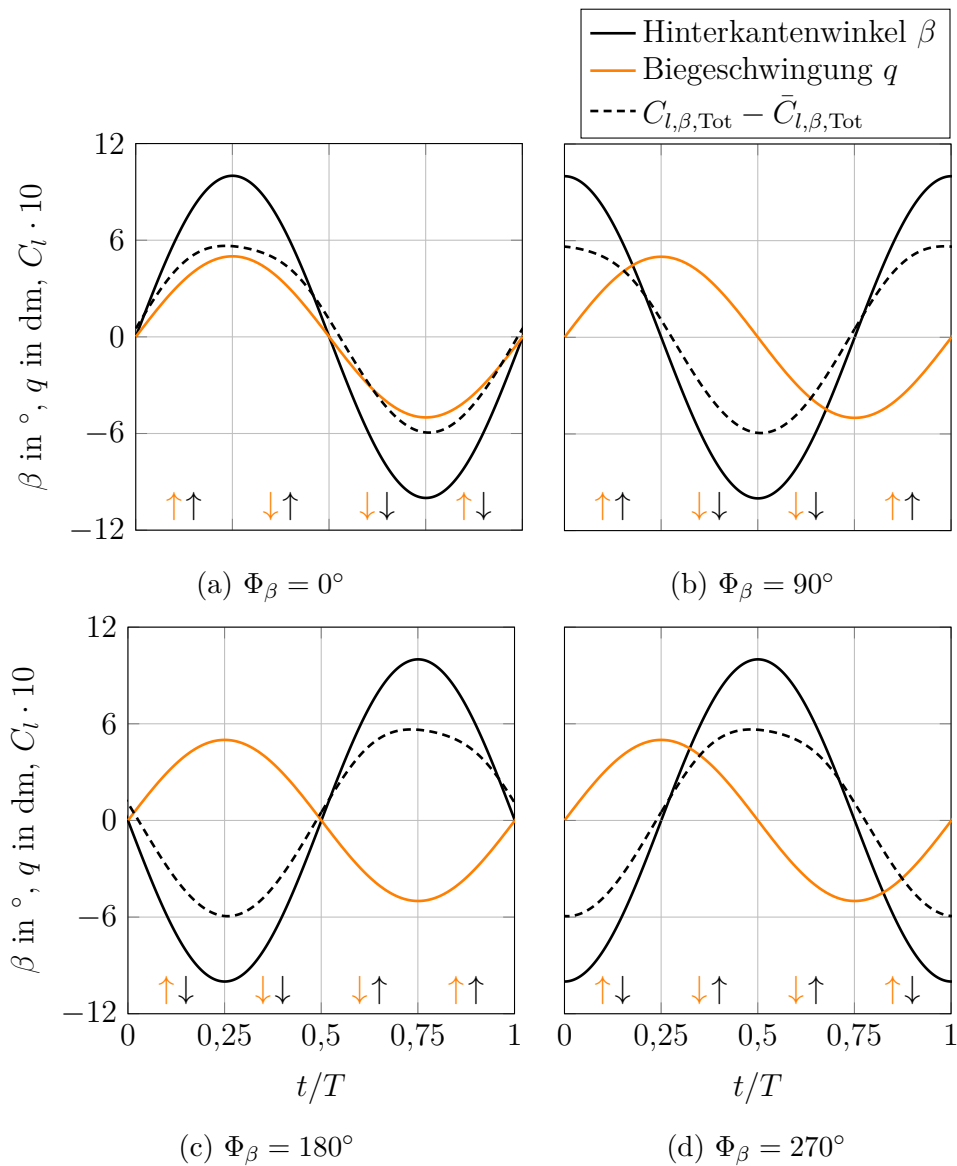 Hinterkantenwinkel β
Biegeschwingung q
C_{l,β,Tot} − C̄_{l,β,Tot}
12
6
0
−6
−12
β in °, q in dm, C_l · 10
↑↑ ↓↑ ↓↓ ↑↓
↑↑ ↓↓ ↓↓ ↑↑
(a) Φ_β = 0°
(b) Φ_β = 90°
12
6
0
−6
−12
β in °, q in dm, C_l · 10
↑↓ ↓↓ ↓↑ ↑↑
↑↓ ↓↑ ↓↑ ↑↓
0 0,25 0,5 0,75 1
0 0,25 0,5 0,75 1
t/T
t/T
(c) Φ_β = 180°
(d) Φ_β = 270°